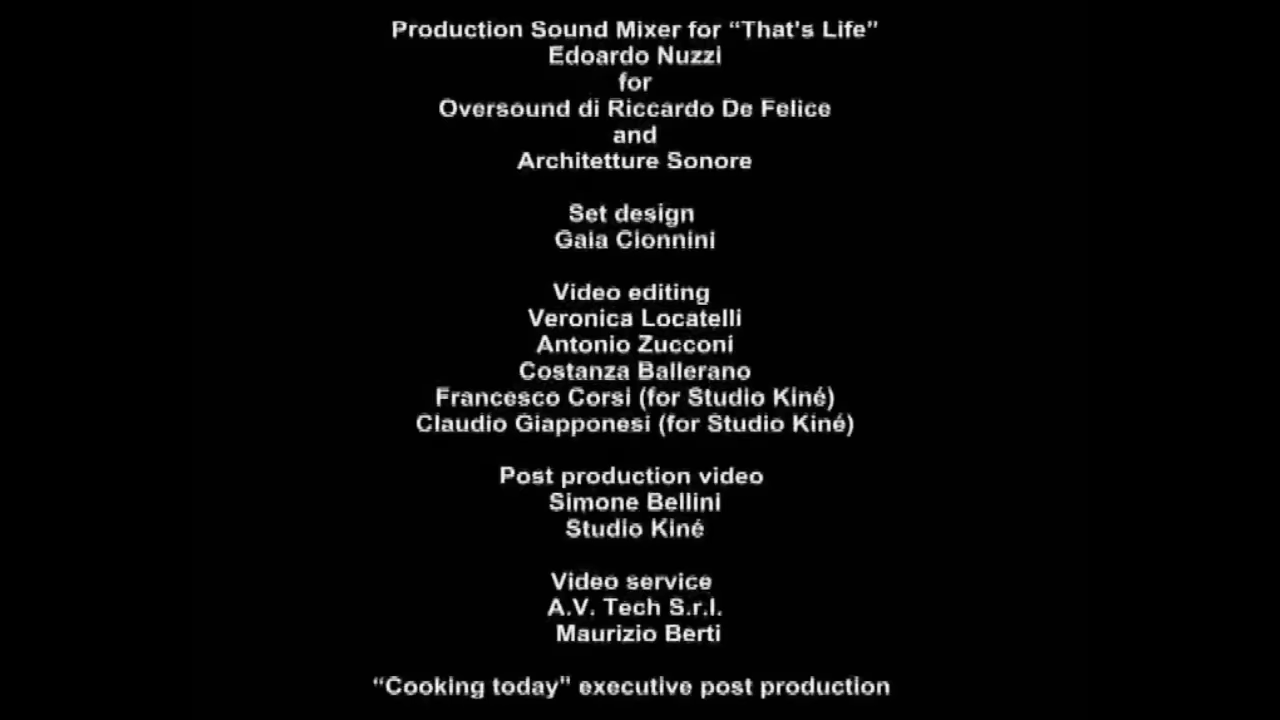 Production Sound Mixer for “That's Life”
Edoardo Nuzzi
for
Oversound di Riccardo De Felice
and
Architetture Sonore
Set design
Gaia Cionnini
Video editing
Veronica Locatelli
Antonio Zucconi
Costanza Ballerano
Francesco Corsi (for Studio Kiné)
Claudio Giapponesi (for Studio Kiné)
Post production video
Simone Bellini
Studio Kiné
Video service
A.V. Tech S.r.l.
Maurizio Berti
“Cooking today” executive post production